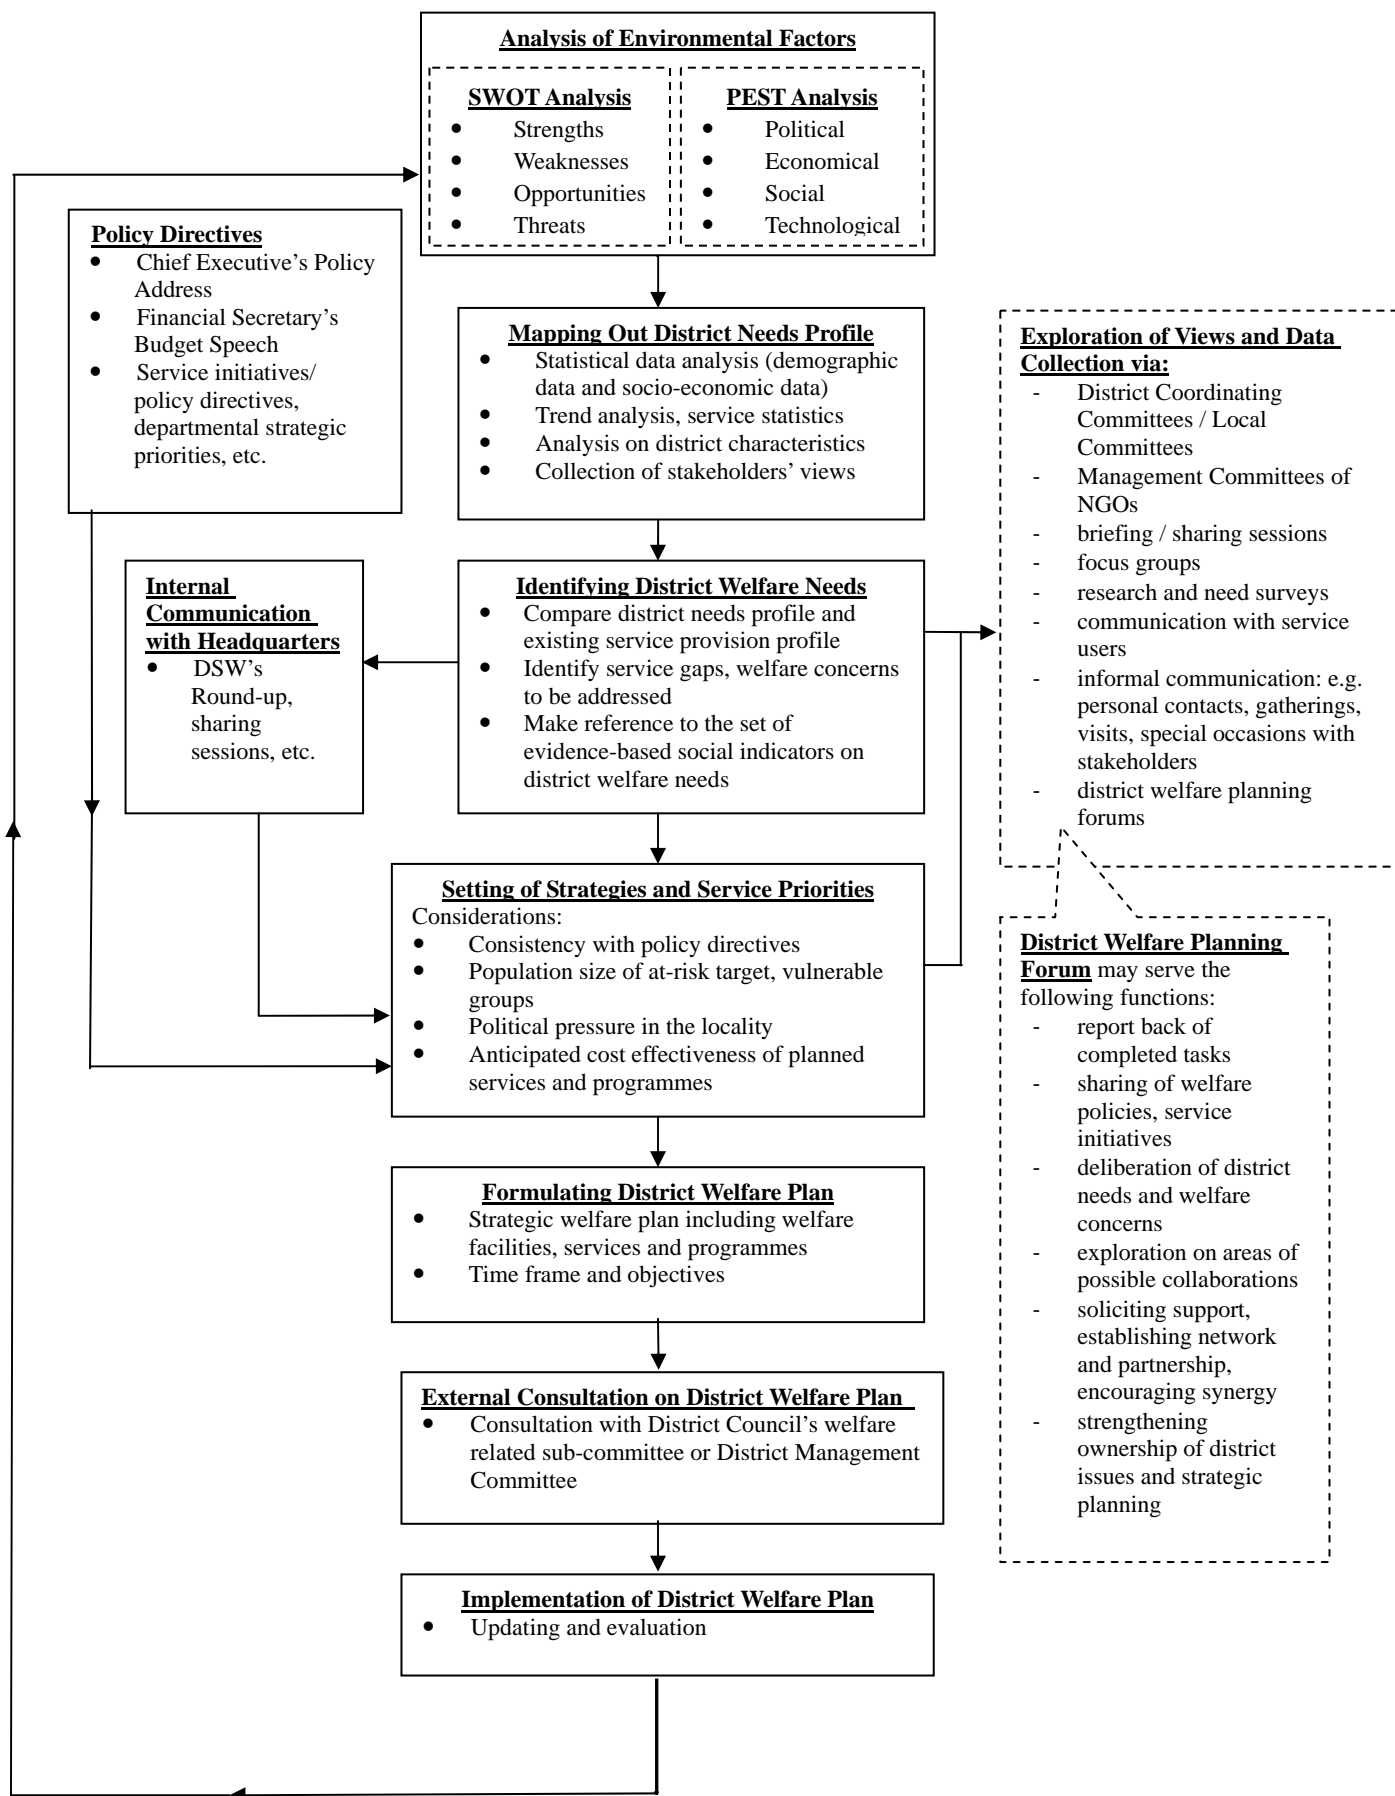 Analysis of Environmental Factors
SWOT Analysis
• Strengths
• Weaknesses
• Opportunities
• Threats
PEST Analysis
• Political
• Economical
• Social
• Technological
Policy Directives
• Chief Executive’s Policy
Address
• Financial Secretary’s
Budget Speech
• Service initiatives/
policy directives,
departmental strategic
priorities, etc.
Mapping Out District Needs Profile
• Statistical data analysis (demographic
data and socio-economic data)
• Trend analysis, service statistics
• Analysis on district characteristics
• Collection of stakeholders’ views
Exploration of Views and Data
Collection via:
- District Coordinating
Committees / Local
Committees
- Management Committees of
NGOs
- briefing / sharing sessions
- focus groups
- research and need surveys
- communication with service
users
- informal communication: e.g.
personal contacts, gatherings,
visits, special occasions with
stakeholders
- district welfare planning
forums
Internal
Communication
with Headquarters
• DSW’s
Round-up,
sharing
sessions, etc.
Identifying District Welfare Needs
• Compare district needs profile and
existing service provision profile
• Identify service gaps, welfare concerns
to be addressed
• Make reference to the set of
evidence-based social indicators on
district welfare needs
Setting of Strategies and Service Priorities
Considerations:
• Consistency with policy directives
• Population size of at-risk target, vulnerable
groups
• Political pressure in the locality
• Anticipated cost effectiveness of planned
services and programmes
District Welfare Planning
Forum may serve the
following functions:
- report back of
completed tasks
- sharing of welfare
policies, service
initiatives
- deliberation of district
needs and welfare
concerns
- exploration on areas of
possible collaborations
- soliciting support,
establishing network
and partnership,
encouraging synergy
- strengthening
ownership of district
issues and strategic
planning
Formulating District Welfare Plan
• Strategic welfare plan including welfare
facilities, services and programmes
• Time frame and objectives
External Consultation on District Welfare Plan
• Consultation with District Council’s welfare
related sub-committee or District Management
Committee
Implementation of District Welfare Plan
• Updating and evaluation